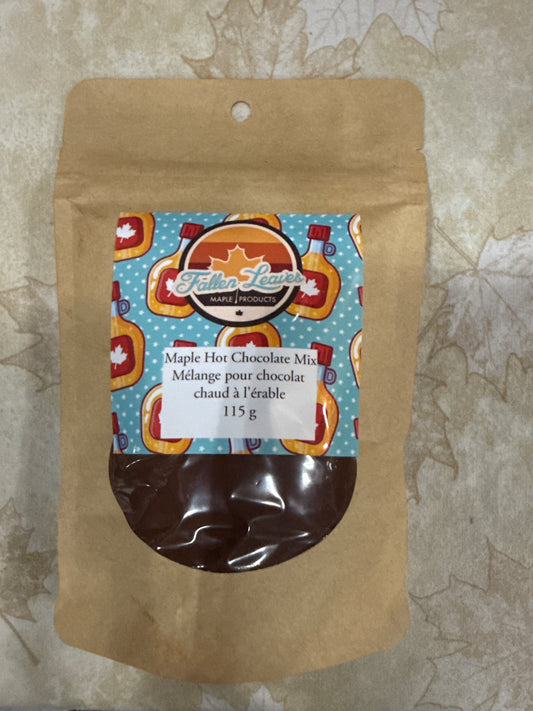 Fallen Leaves
MAPLE PRODUCTS
Maple Hot Chocolate Mix
Mélange pour chocolat
chaud à l'érable
115 g